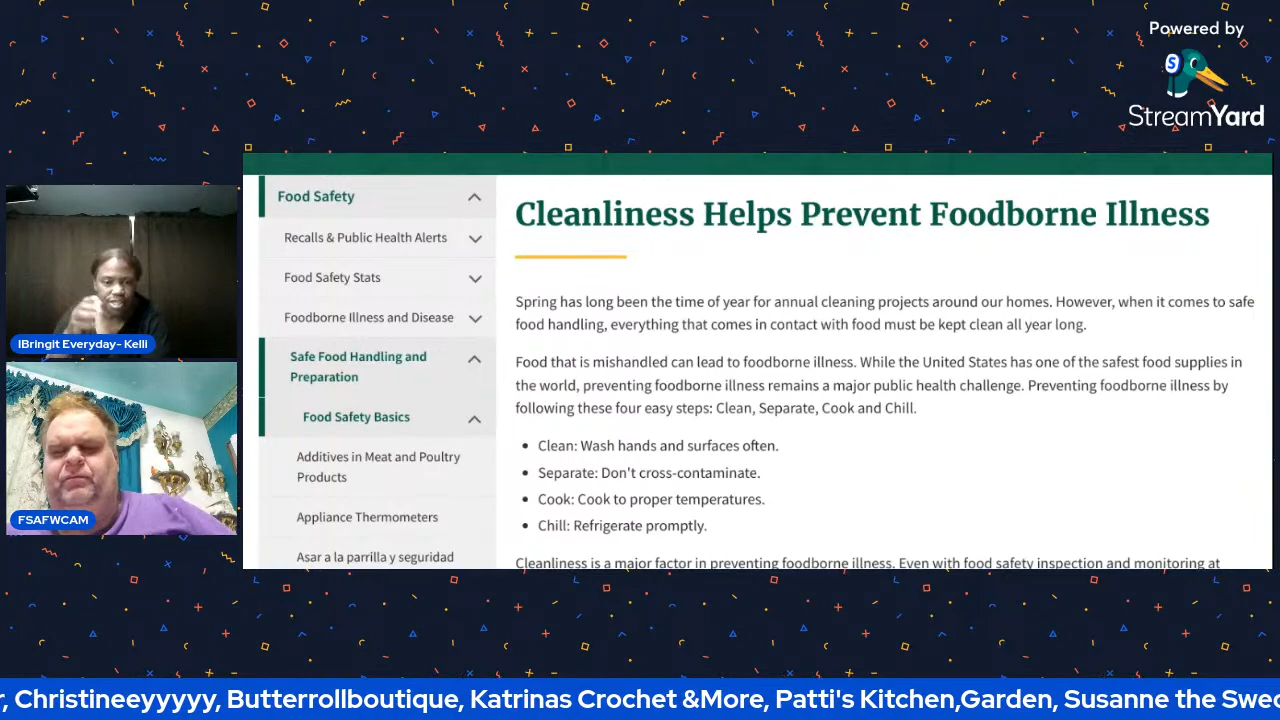 Powered by
S
StreamYard
Food Safety
Recalls & Public Health Alerts
Food Safety Stats
Foodborne Illness and Disease
Safe Food Handling and
Preparation
Food Safety Basics
Additives in Meat and Poultry
Products
Appliance Thermometers
Asar a la parrilla y seguridad
Cleanliness Helps Prevent Foodborne Illness
Spring has long been the time of year for annual cleaning projects around our homes. However, when it comes to safe
food handling, everything that comes in contact with food must be kept clean all year long.
Food that is mishandled can lead to foodborne illness. While the United States has one of the safest food supplies in
the world, preventing foodborne illness remains a major public health challenge. Preventing foodborne illness by
following these four easy steps: Clean, Separate, Cook and Chill.
• Clean: Wash hands and surfaces often.
• Separate: Don't cross-contaminate.
• Cook: Cook to proper temperatures.
• Chill: Refrigerate promptly.
Cleanliness is a major factor in preventing foodborne illness. Even with food safety inspection and monitoring at
IBringit Everyday- Kelli
FSAFWCAM
r, Christineeyyyyy, Butterrollboutique, Katrinas Crochet &More, Patti's Kitchen,Garden, Susanne the Swee